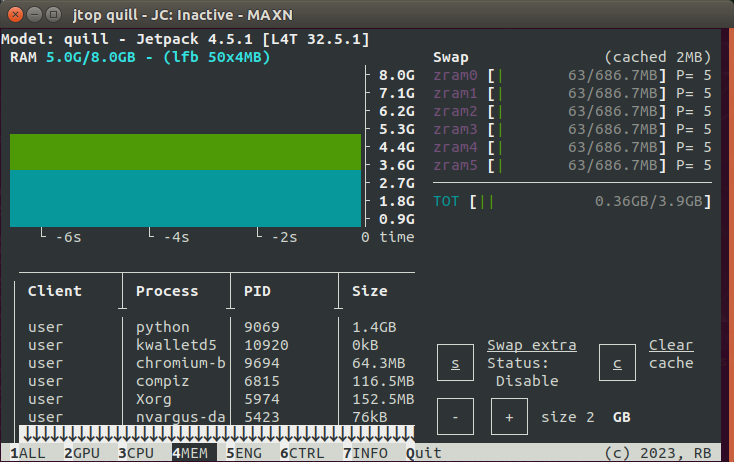 jtop quill - JC: Inactive - MAXN
Model: quill - Jetpack 4.5.1 [L4T 32.5.1]
RAM 5.0G/8.0GB - (lfb 50x4MB)
8.0G
7.1G
6.2G
5.3G
4.4G
3.6G
2.7G
1.8G
0.9G
-6s -4s -2s 0 time
Swap (cached 2MB)
zram0 [| 63/686.7MB] P= 5
zram1 [| 63/686.7MB] P= 5
zram2 [| 63/686.7MB] P= 5
zram3 [| 63/686.7MB] P= 5
zram4 [| 63/686.7MB] P= 5
zram5 [| 63/686.7MB] P= 5
TOT [|| 0.36GB/3.9GB]
Client Process PID Size
user python 9069 1.4GB
user kwalletd5 10920 0kB
user chromium-b 9694 64.3MB
user compiz 6815 116.5MB
user Xorg 5974 152.5MB
user nvargus-da 5423 76kB
s Swap extra
Status:
Disable
c Clear
cache
- + size 2 GB
1ALL 2GPU 3CPU 4MEM 5ENG 6CTRL 7INFO Quit (c) 2023, RB